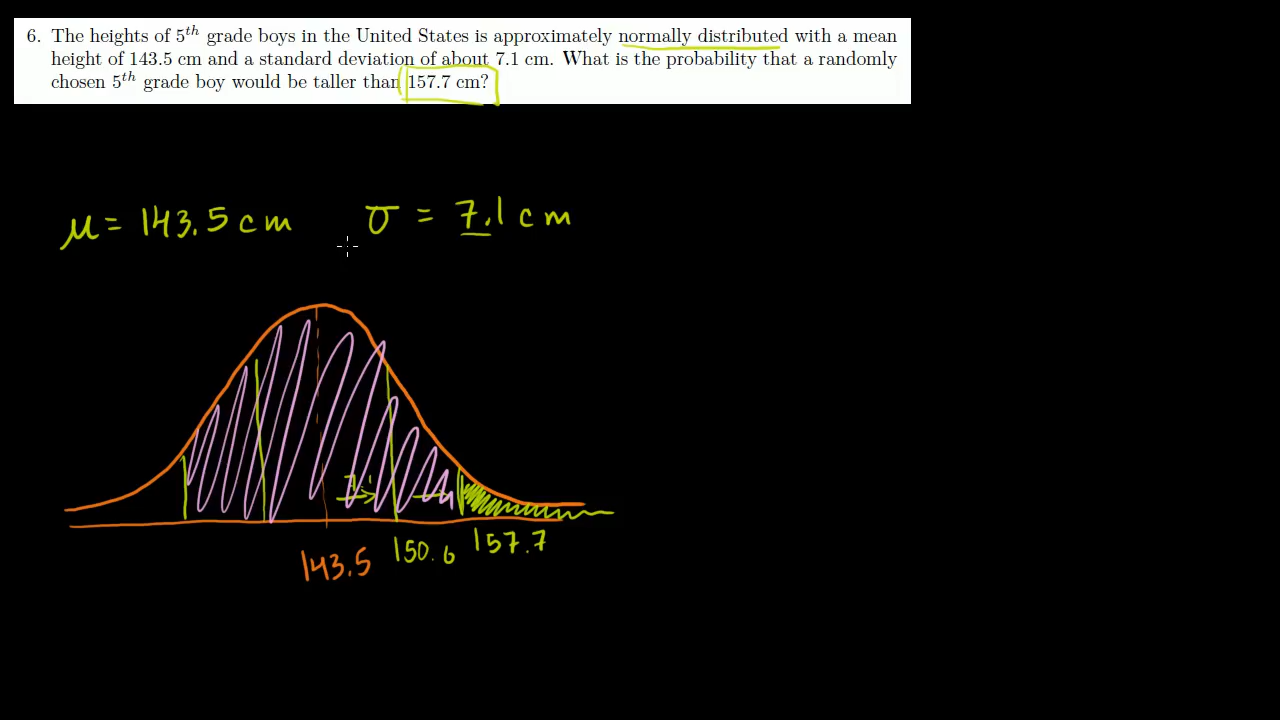 6. The heights of 5th grade boys in the United States is approximately normally distributed with a mean
height of 143.5 cm and a standard deviation of about 7.1 cm. What is the probability that a randomly
chosen 5th grade boy would be taller than 157.7 cm?
μ = 143.5 cm σ = 7.1 cm
143.5 150.6 157.7